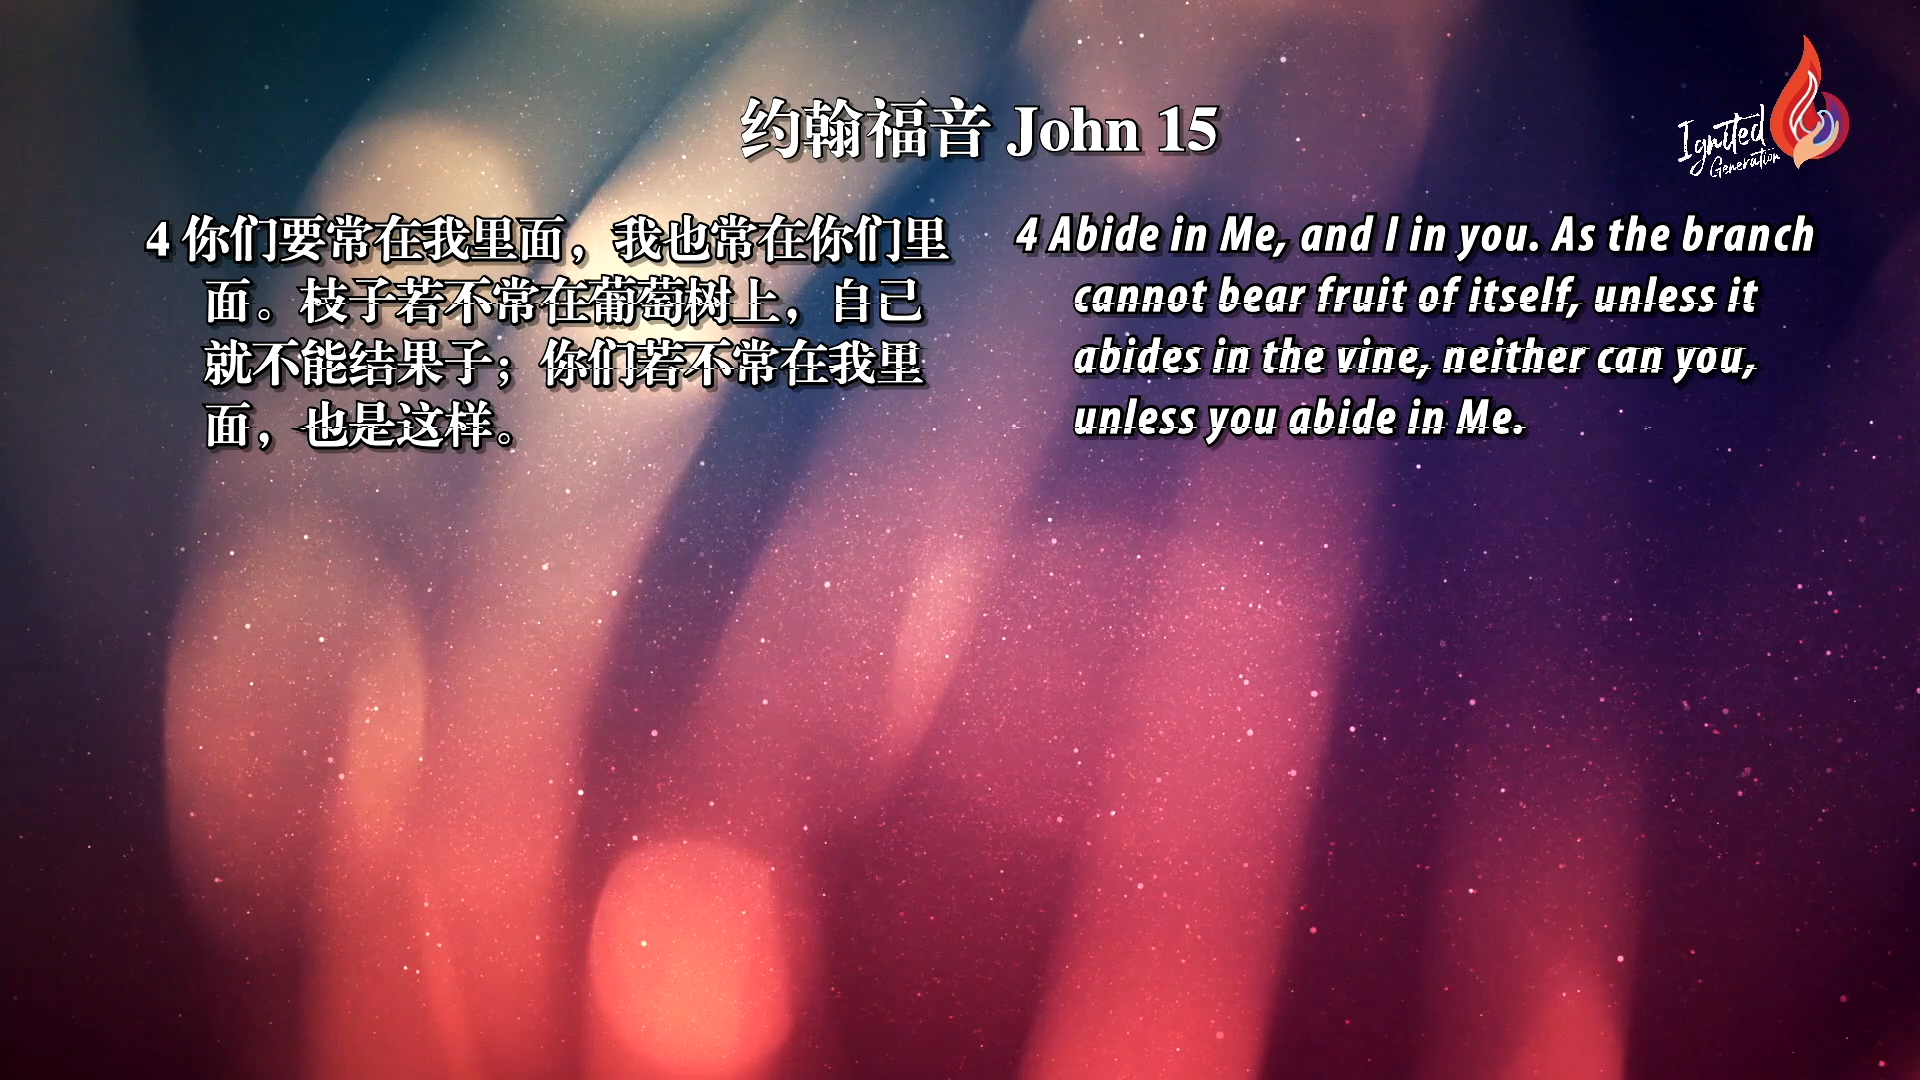 约翰福音 John 15
Ignited
Generation
4 你们要常在我里面，我也常在你们里
面。枝子若不常在葡萄树上，自己
就不能结果子；你们若不常在我里
面，也是这样。
4 Abide in Me, and I in you. As the branch
cannot bear fruit of itself, unless it
abides in the vine, neither can you,
unless you abide in Me.